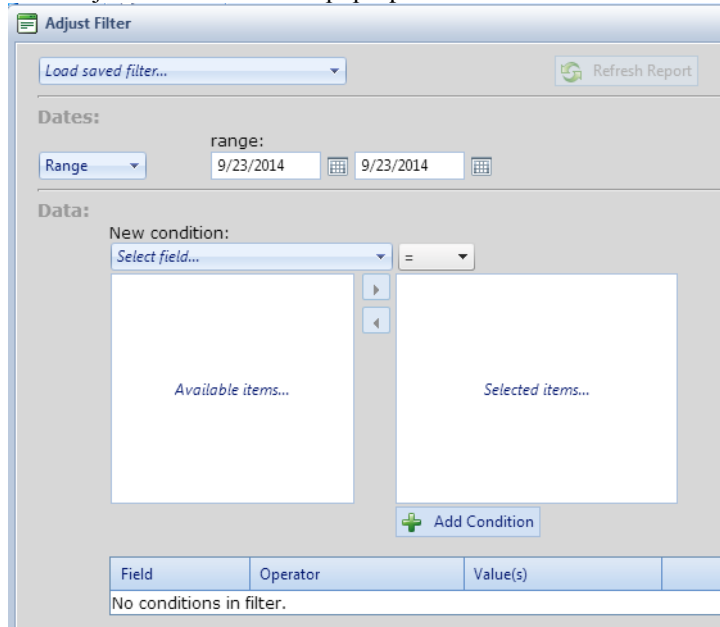 Adjust Filter
Load saved filter...
Refresh Report
Dates:
range:
Range
9/23/2014
9/23/2014
Data:
New condition:
Select field...
=
Available items...
Selected items...
Add Condition
Field Operator Value(s)
No conditions in filter.